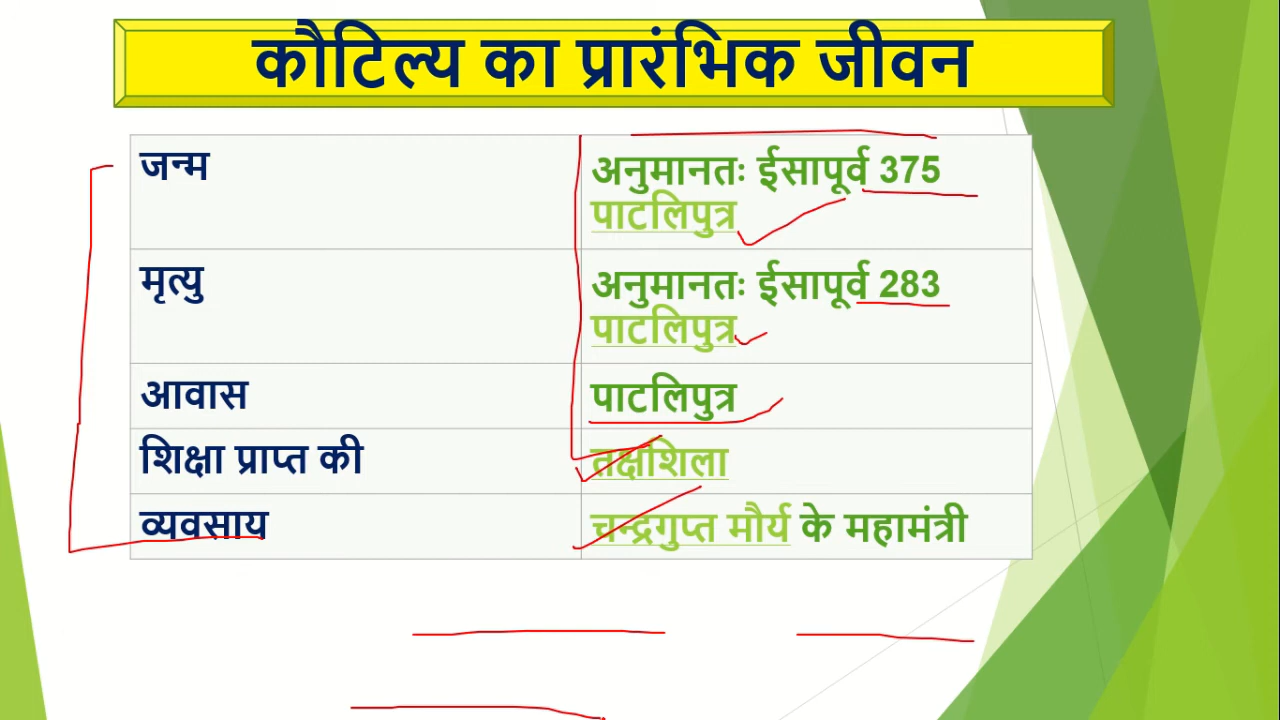 कौटिल्य का प्रारंभिक जीवन
जन्म
अनुमानतः ईसापूर्व 375
पाटलिपुत्र
मृत्यु
अनुमानतः ईसापूर्व 283
पाटलिपुत्र
आवास
पाटलिपुत्र
शिक्षा प्राप्त की
तक्षशिला
व्यवसाय
चन्द्रगुप्त मौर्य के महामंत्री